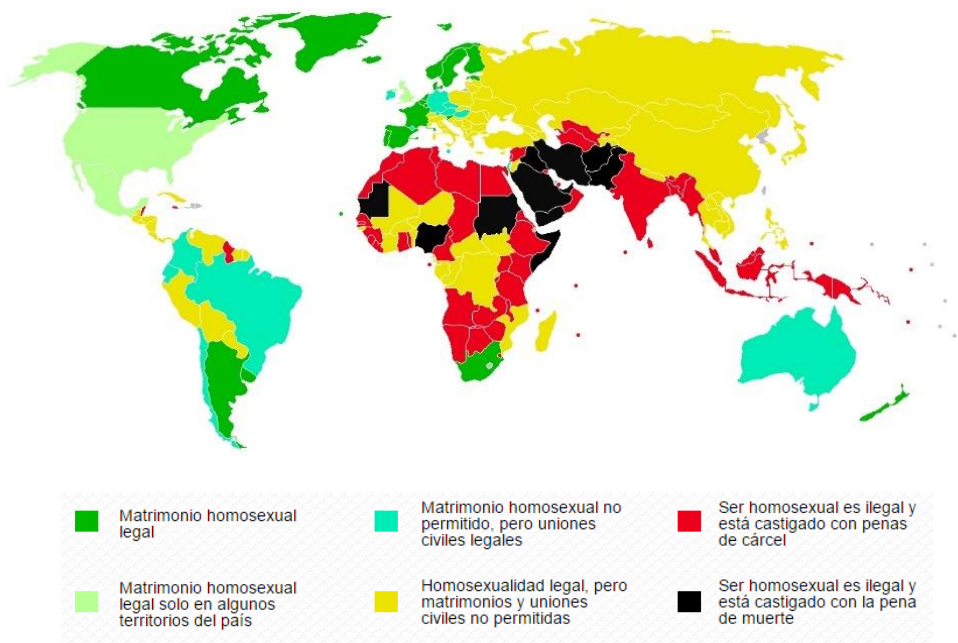 Matrimonio homosexual
legal
Matrimonio homosexual no
permitido, pero uniones
civiles legales
Ser homosexual es ilegal y
está castigado con penas
de cárcel
Matrimonio homosexual
legal solo en algunos
territorios del país
Homosexualidad legal, pero
matrimonios y uniones
civiles no permitidas
Ser homosexual es ilegal y
está castigado con la pena
de muerte